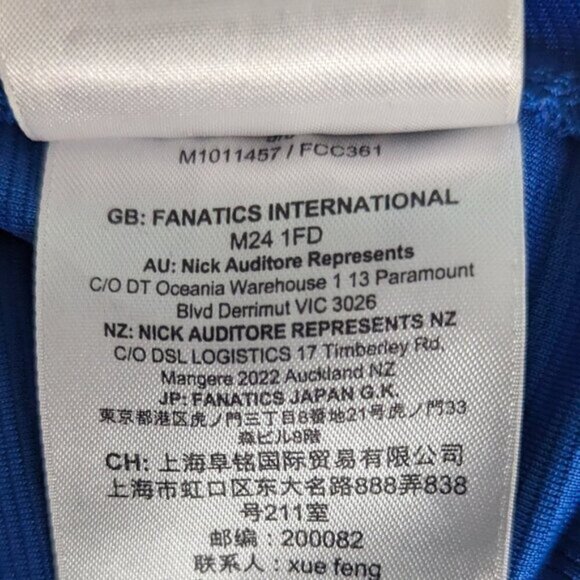 M1011457 / FCC361
GB: FANATICS INTERNATIONAL
M24 1FD
AU: Nick Auditore Represents
C/O DT Oceania Warehouse 1 13 Paramount
Blvd Derrimut VIC 3026
NZ: NICK AUDITORE REPRESENTS NZ
C/O DSL LOGISTICS 17 Timberley Rd,
Mangere 2022 Auckland NZ
JP: FANATICS JAPAN G.K.
東京都港区虎ノ門三丁目8番地21号虎ノ門33
森ビル8階
CH: 上海阜铭国际贸易有限公司
上海市虹口区东大名路888弄838
号211室
邮编: 200082
联系人: xue feng